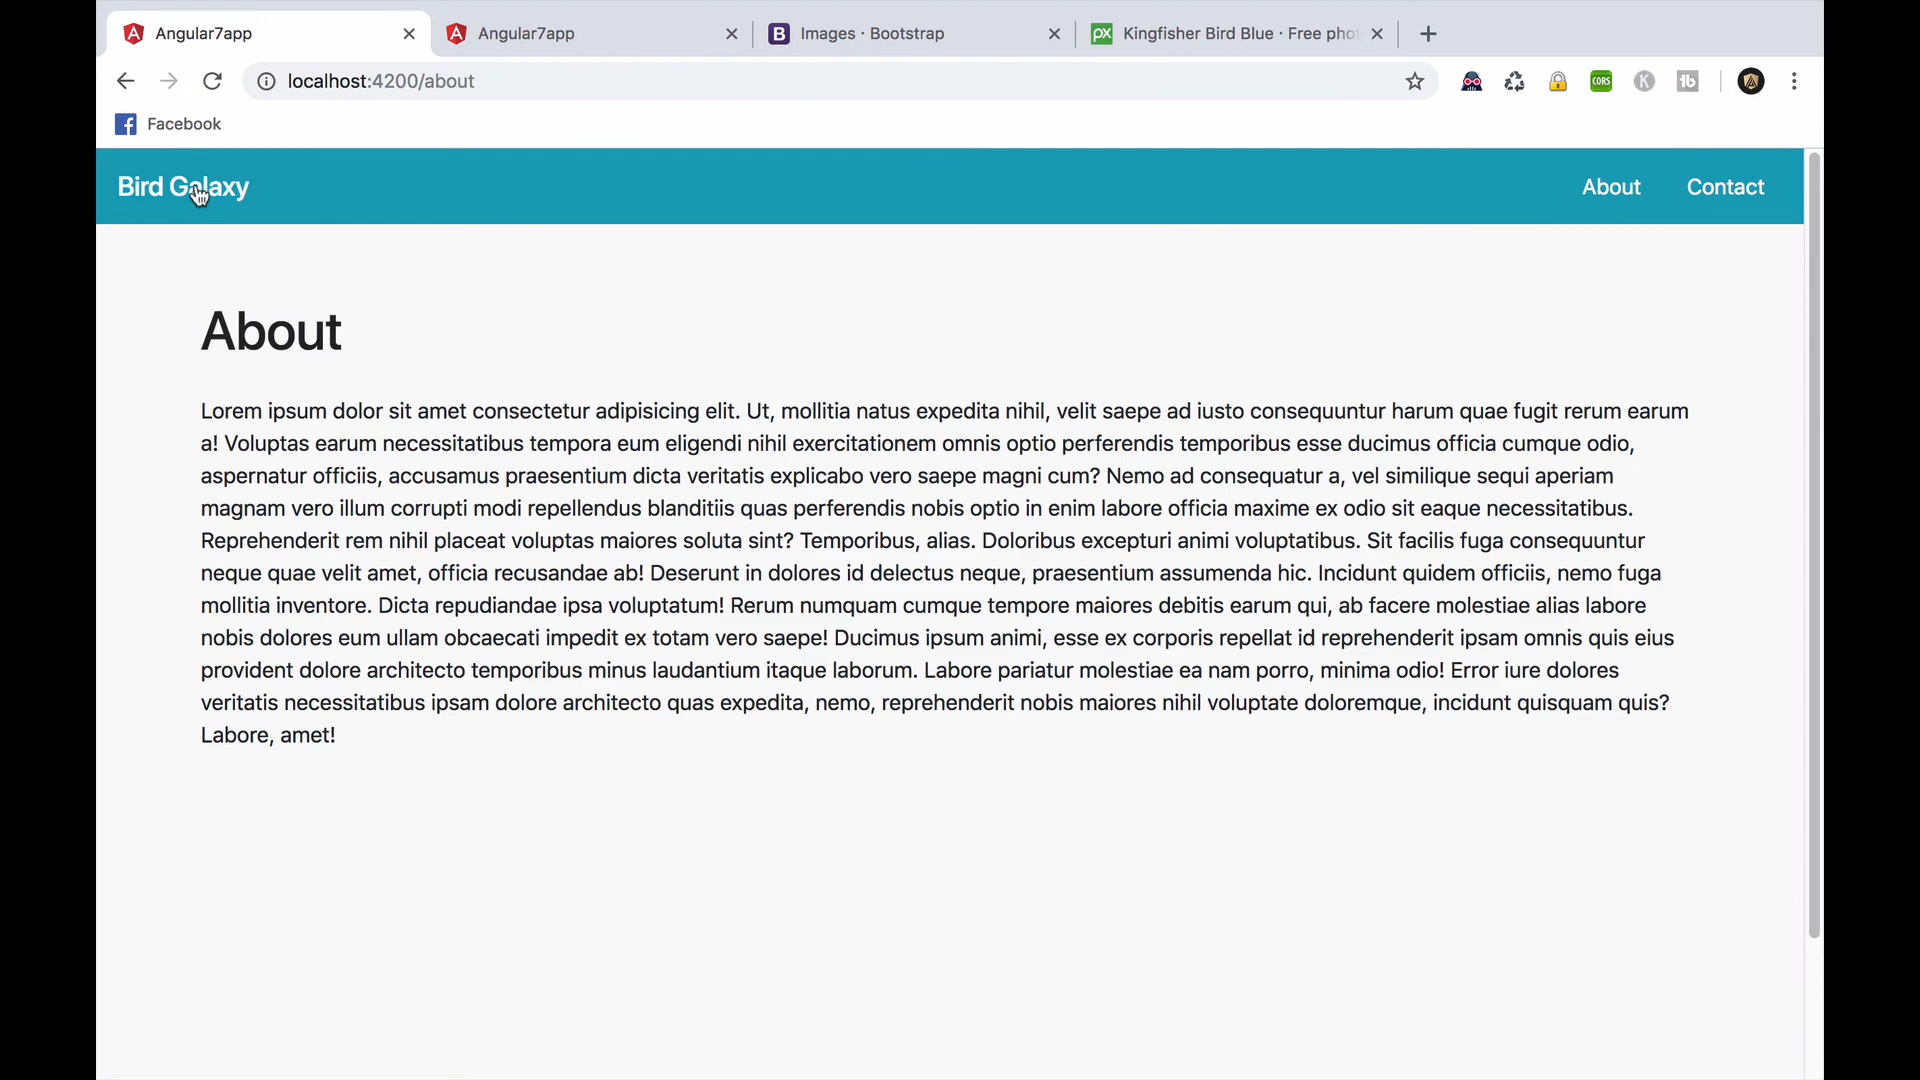 Angular7app
Angular7app
Images · Bootstrap
Kingfisher Bird Blue · Free phot
localhost:4200/about
CORS
K
Facebook
Bird Galaxy
About
Contact
About
Lorem ipsum dolor sit amet consectetur adipisicing elit. Ut, mollitia natus expedita nihil, velit saepe ad iusto consequuntur harum quae fugit rerum earum
a! Voluptas earum necessitatibus tempora eum eligendi nihil exercitationem omnis optio perferendis temporibus esse ducimus officia cumque odio,
aspernatur officiis, accusamus praesentium dicta veritatis explicabo vero saepe magni cum? Nemo ad consequatur a, vel similique sequi aperiam
magnam vero illum corrupti modi repellendus blanditiis quas perferendis nobis optio in enim labore officia maxime ex odio sit eaque necessitatibus.
Reprehenderit rem nihil placeat voluptas maiores soluta sint? Temporibus, alias. Doloribus excepturi animi voluptatibus. Sit facilis fuga consequuntur
neque quae velit amet, officia recusandae ab! Deserunt in dolores id delectus neque, praesentium assumenda hic. Incidunt quidem officiis, nemo fuga
mollitia inventore. Dicta repudiandae ipsa voluptatum! Rerum numquam cumque tempore maiores debitis earum qui, ab facere molestiae alias labore
nobis dolores eum ullam obcaecati impedit ex totam vero saepe! Ducimus ipsum animi, esse ex corporis repellat id reprehenderit ipsam omnis quis eius
provident dolore architecto temporibus minus laudantium itaque laborum. Labore pariatur molestiae ea nam porro, minima odio! Error iure dolores
veritatis necessitatibus ipsam dolore architecto quas expedita, nemo, reprehenderit nobis maiores nihil voluptate doloremque, incidunt quisquam quis?
Labore, amet!